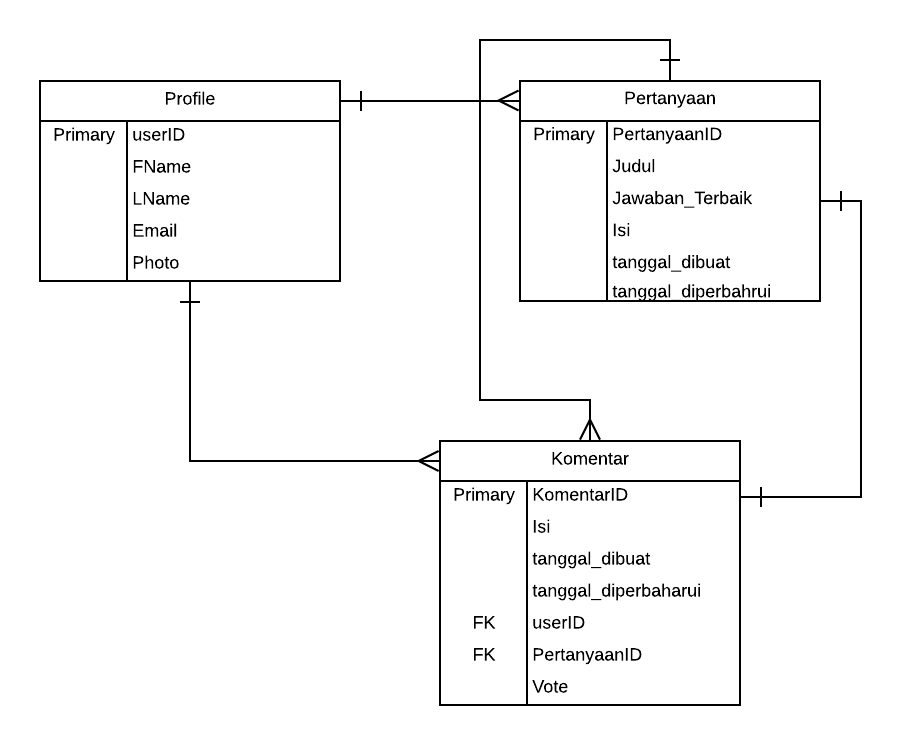 Profile
Primary userID
FName
LName
Email
Photo
Pertanyaan
Primary PertanyaanID
Judul
Jawaban_Terbaik
Isi
tanggal_dibuat
tanggal_diperbahrui
Komentar
Primary KomentarID
Isi
tanggal_dibuat
tanggal_diperbaharui
FK userID
FK PertanyaanID
Vote